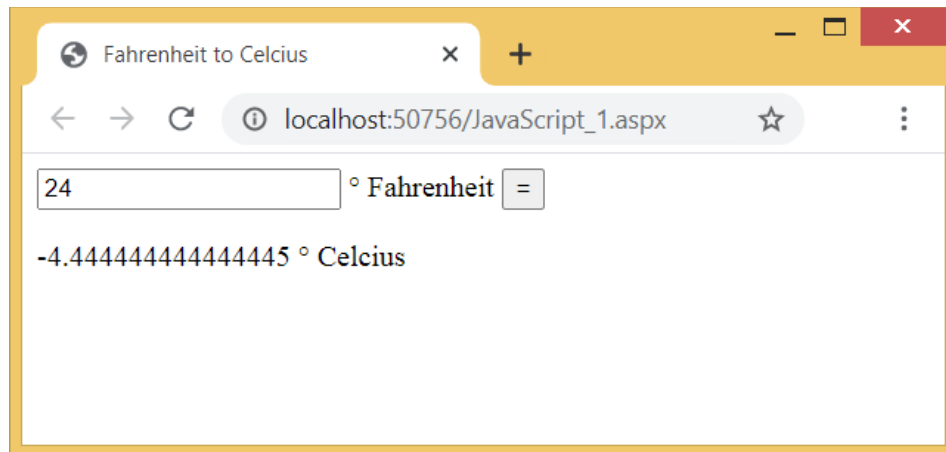 Fahrenheit to Celcius
localhost:50756/JavaScript_1.aspx
24 ° Fahrenheit =
-4.444444444444445 ° Celcius